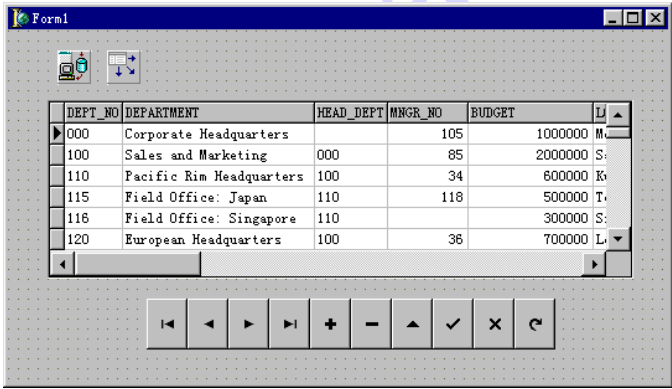 Form1
DEPT_NO DEPARTMENT HEAD_DEPT MNGR_NO BUDGET
000 Corporate Headquarters 105 1000000
100 Sales and Marketing 000 85 2000000
110 Pacific Rim Headquarters 100 34 600000
115 Field Office: Japan 110 118 500000
116 Field Office: Singapore 110 300000
120 European Headquarters 100 36 700000